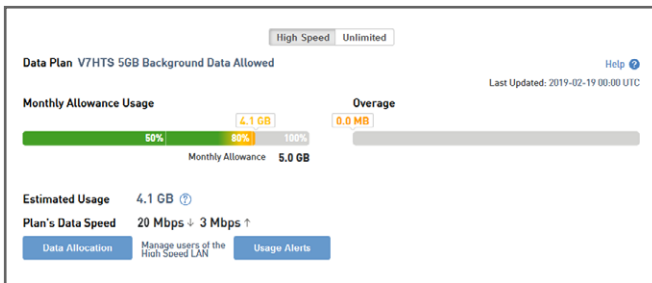 High Speed Unlimited
Data Plan V7HTS 5GB Background Data Allowed
Help ?
Last Updated: 2019-02-19 00:00 UTC
Monthly Allowance Usage
Overage
4.1 GB
0.0 MB
50% 80% 100%
Monthly Allowance 5.0 GB
Estimated Usage 4.1 GB ?
Plan's Data Speed 20 Mbps ↓ 3 Mbps ↑
Data Allocation
Manage users of the
High Speed LAN
Usage Alerts